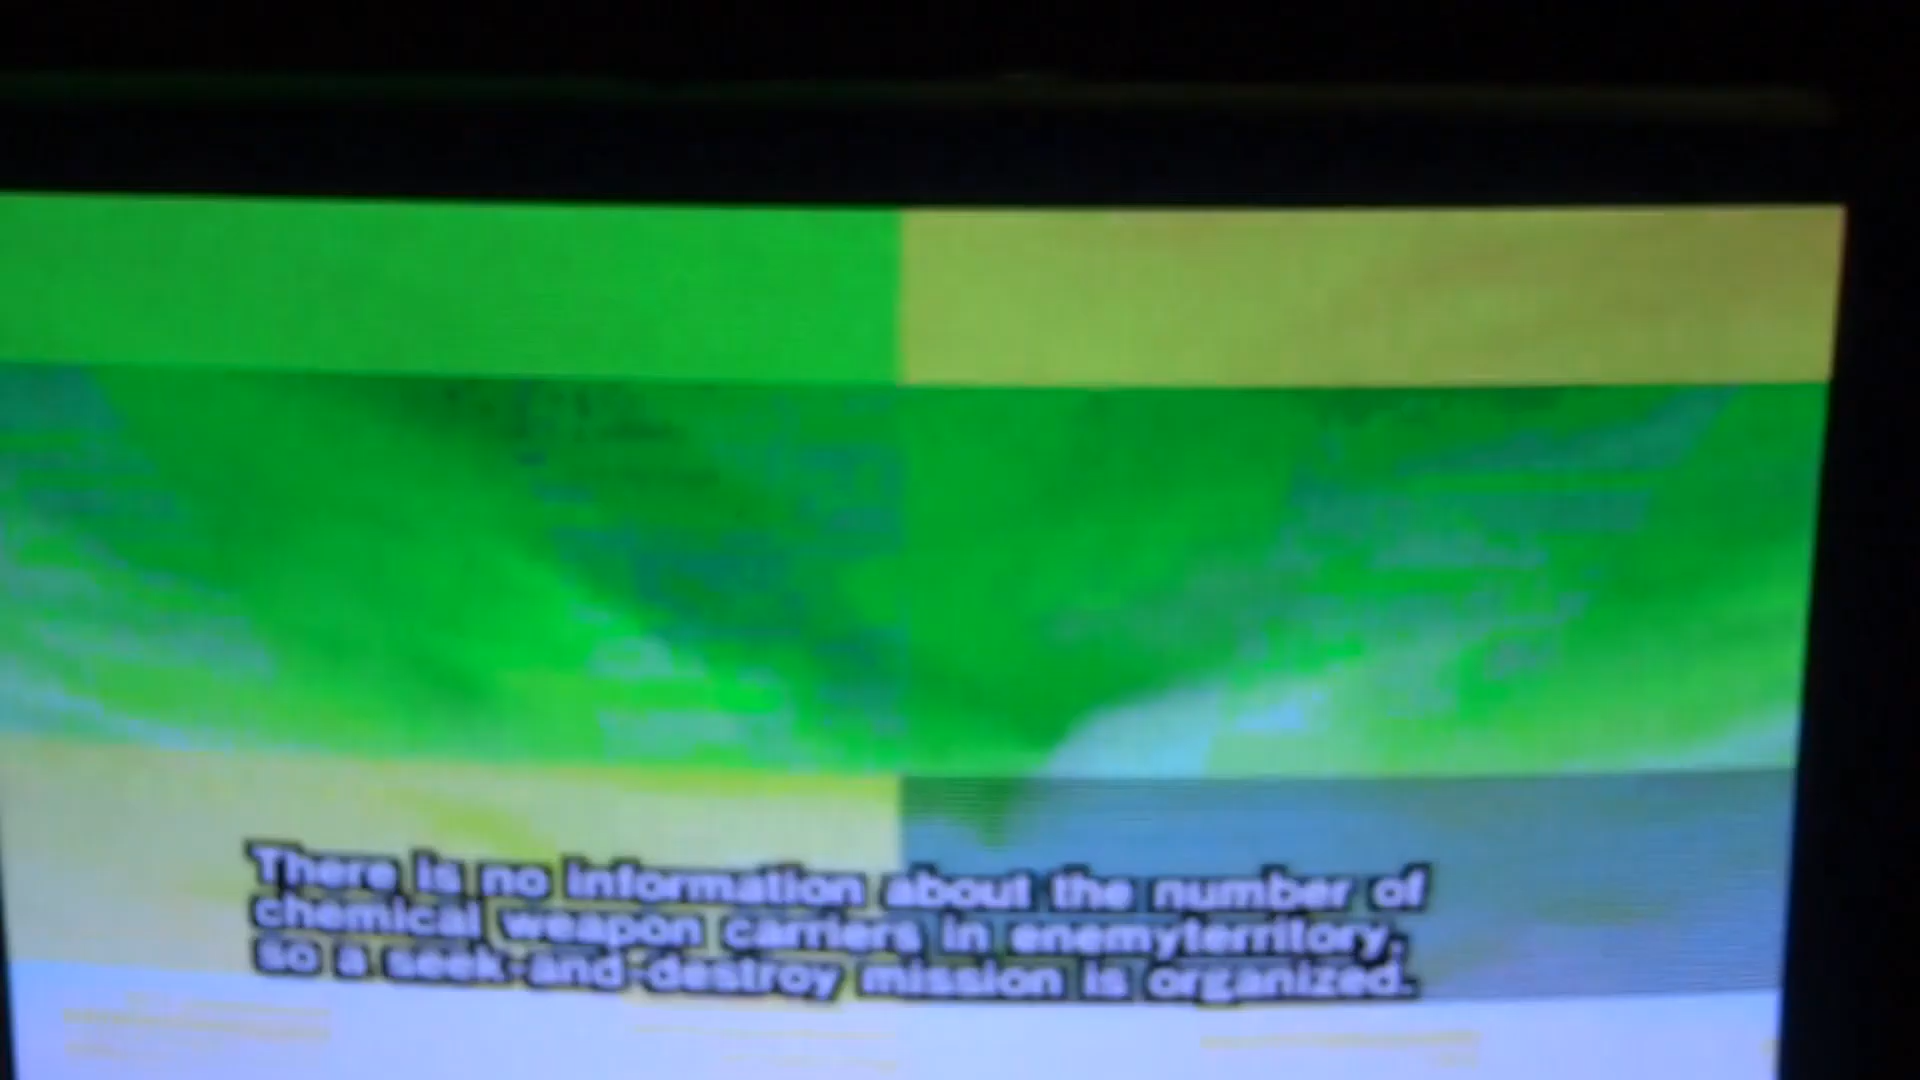 There is no information about the number of
chemical weapon carriers in enemyterritory,
So a seek-and-destroy mission is organized.